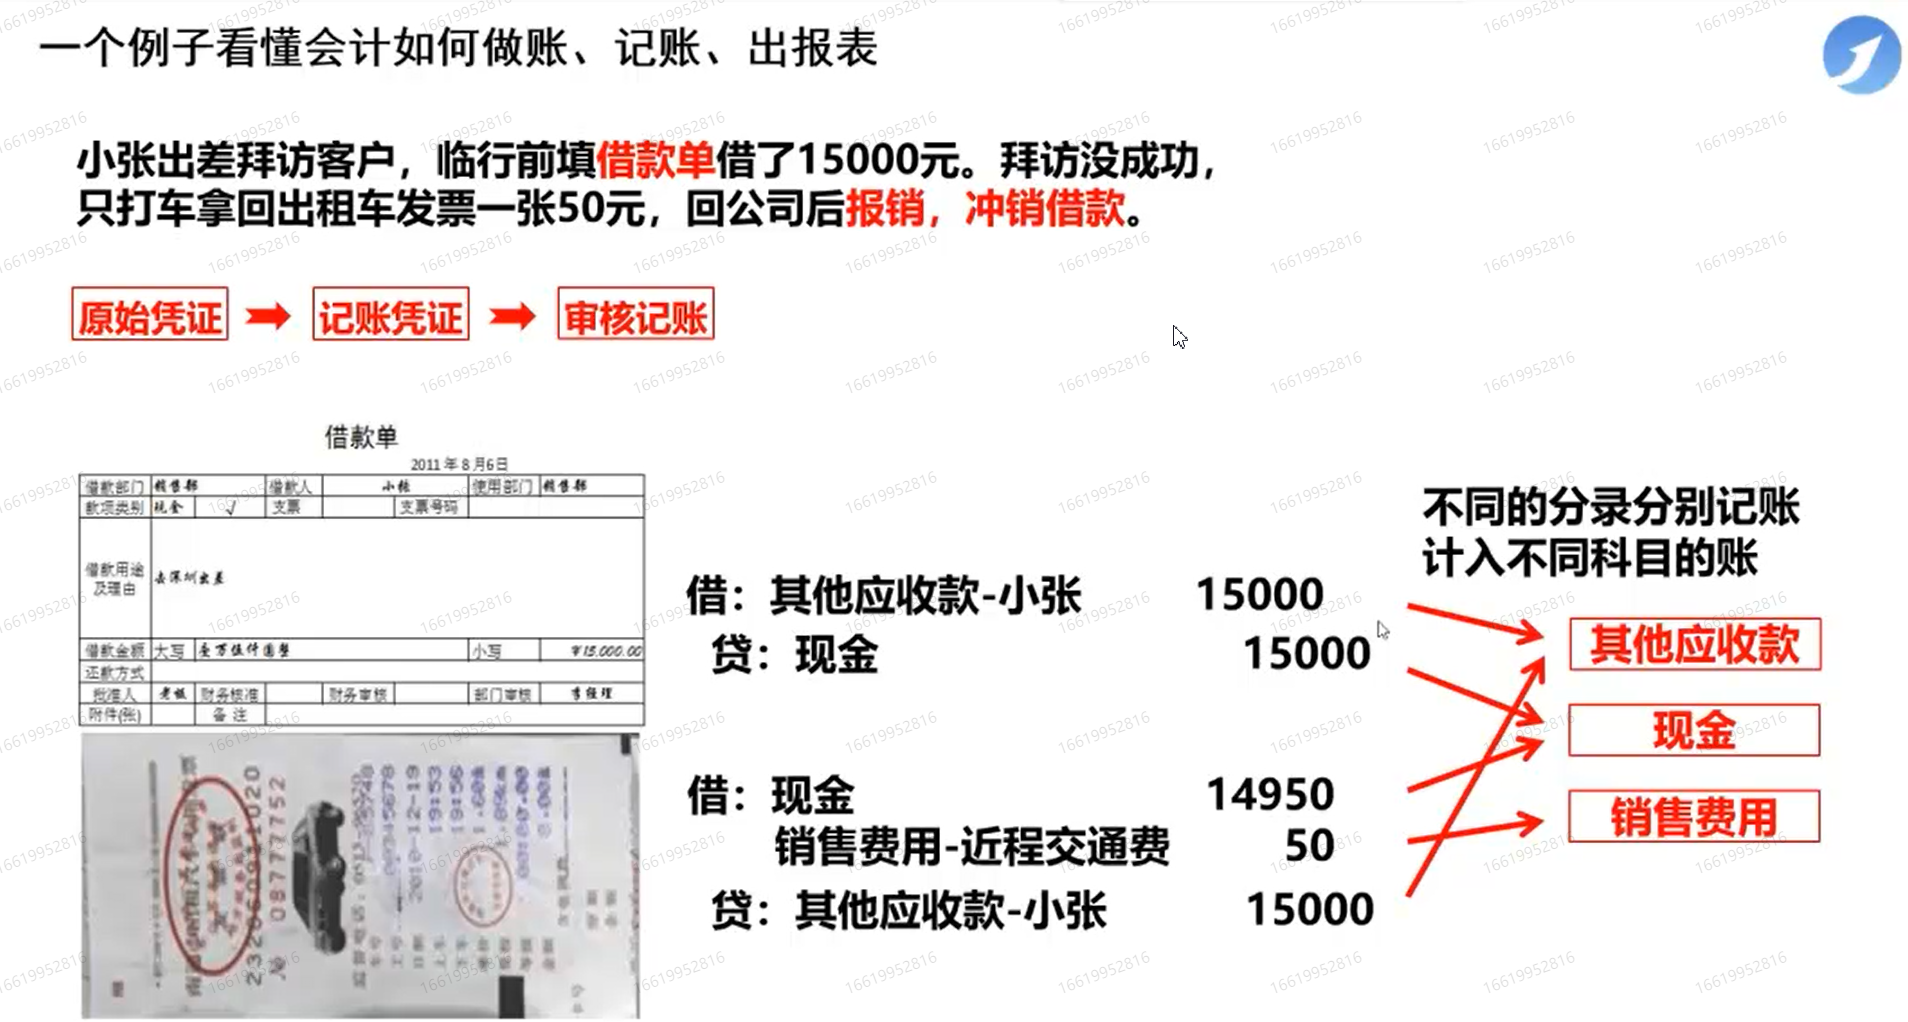 一个例子看懂会计如何做账、记账、出报表
小张出差拜访客户，临行前填借款单借了15000元。拜访没成功，
只打车拿回出租车发票一张50元，回公司后报销，冲销借款。
原始凭证 记账凭证 审核记账
借款单
2011年8月6日
借款部门 销售部 借款人 小张 使用部门 销售部
款项类别 现金 √ 支票 支票号码
借款用途
及理由
去深圳出差
借款金额 大写 壹万伍仟圆整 小写 ￥15,000.00
还款方式
批准人 老板 财务核准 财务审核 部门审核 李经理
附件(张) 备注
借：其他应收款-小张 15000
贷：现金 15000
借：现金 14950
销售费用-近程交通费 50
贷：其他应收款-小张 15000
不同的分录分别记账
计入不同科目的账
其他应收款
现金
销售费用
08777752
2010-12-19
19:53
19:56
16619952816